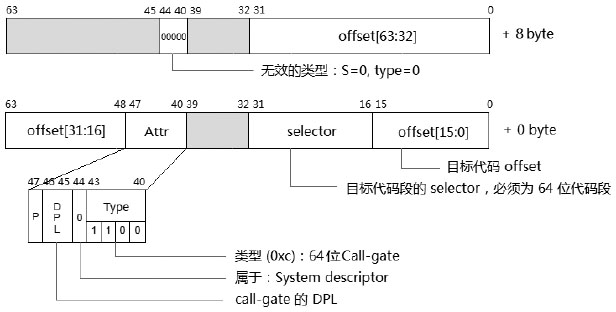 63 45 44 40 39 32 31 0
00000 offset[63:32] + 8 byte
无效的类型：S=0, type=0
63 48 47 40 39 32 31 16 15 0
offset[31:16] Attr selector offset[15:0] + 0 byte
目标代码 offset
目标代码段的 selector，必须为 64 位代码段
47 46 45 44 43 40
P DPL 0 Type
1 1 0 0
类型 (0xc)：64位Call-gate
属于：System descriptor
call-gate 的 DPL